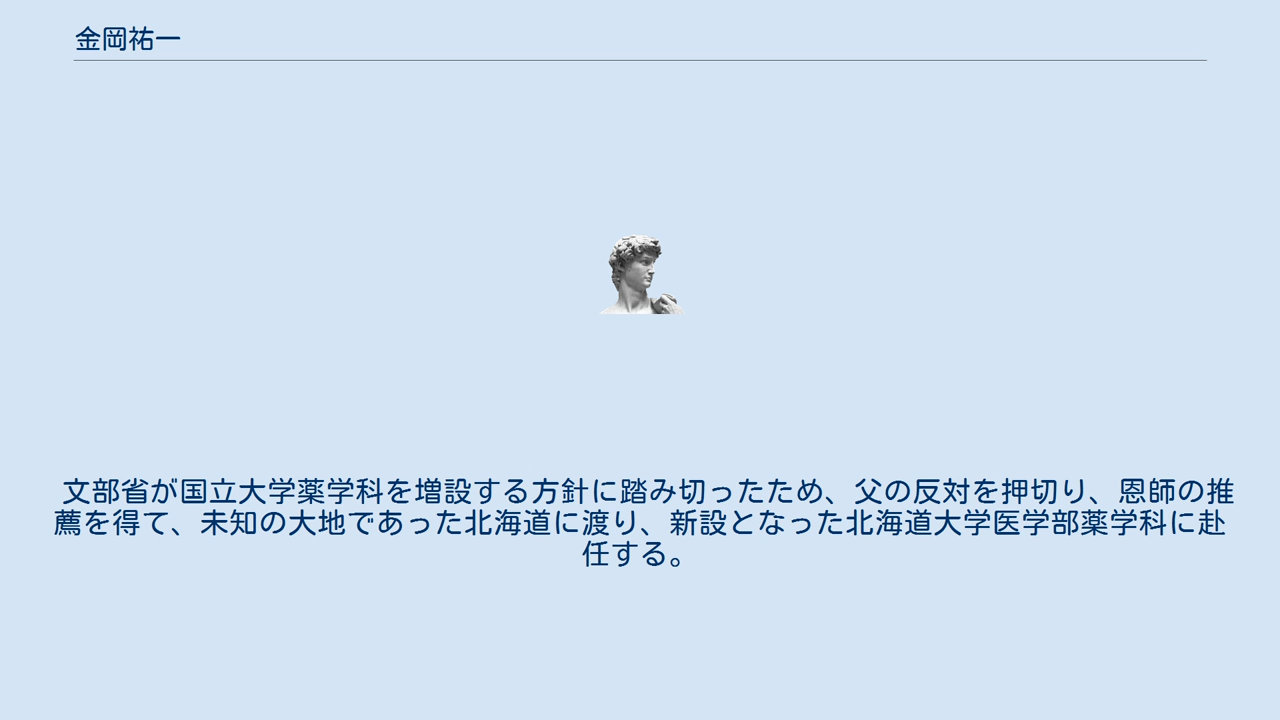 金岡祐一
文部省が国立大学薬学科を増設する方針に踏み切ったため、父の反対を押切り、恩師の推
薦を得て、未知の大地であった北海道に渡り、新設となった北海道大学医学部薬学科に赴
任する。